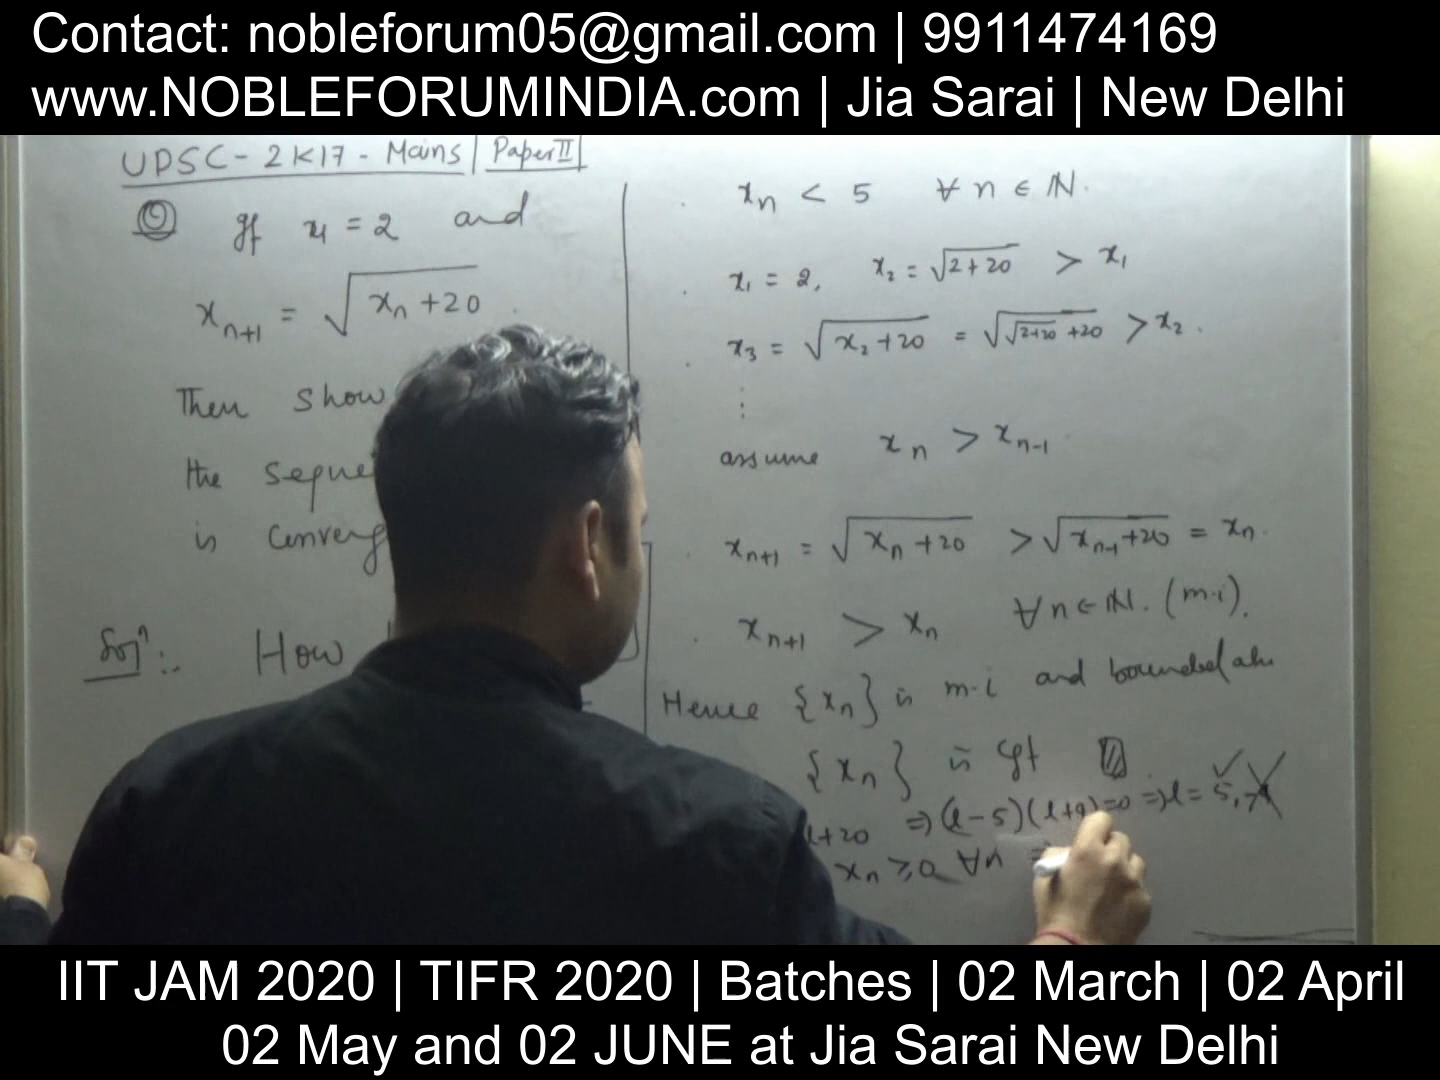 Contact: nobleforum05@gmail.com | 9911474169
www.NOBLEFORUMINDIA.com | Jia Sarai | New Delhi
UPSC - 2K17 - Mains | Paper II |
Q If x₁ = 2 and
xₙ₊₁ = √(xₙ + 20)
Then show
the
is
Solⁿ:. How
xₙ < 5 ∀ n ∈ ℕ.
x₁ = 2, x₂ = √(2+20) > x₁
x₃ = √(x₂+20) = √(√(2+20) +20) > x₂.
⋮
assume xₙ > xₙ₋₁
xₙ₊₁ = √(xₙ + 20) > √(xₙ₋₁ + 20) = xₙ.
xₙ₊₁ > xₙ ∀ n ∈ ℕ. (m·i).
Hence {xₙ} is m·i and bounded
{xₙ} is cgt
l+20 ⇒ (l-5)(l+4)=0 ⇒ l = 5,
xₙ ≥ 0 ∀n
IIT JAM 2020 | TIFR 2020 | Batches | 02 March | 02 April
02 May and 02 JUNE at Jia Sarai New Delhi